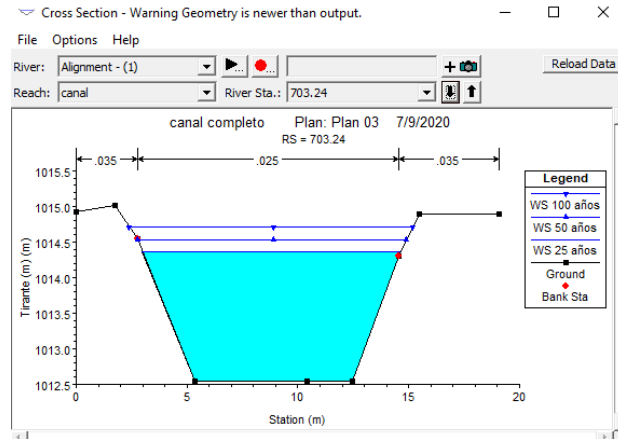 Cross Section - Warning Geometry is newer than output.
File Options Help
River: Alignment - (1) Reload Data
Reach: canal River Sta.: 703.24
canal completo Plan: Plan 03 7/9/2020
RS = 703.24
.035 .025 .035
1015.5
1015.0
1014.5
1014.0
1013.5
1013.0
1012.5
Tirante (m) (m)
0 5 10 15 20
Station (m)
Legend
WS 100 años
WS 50 años
WS 25 años
Ground
Bank Sta